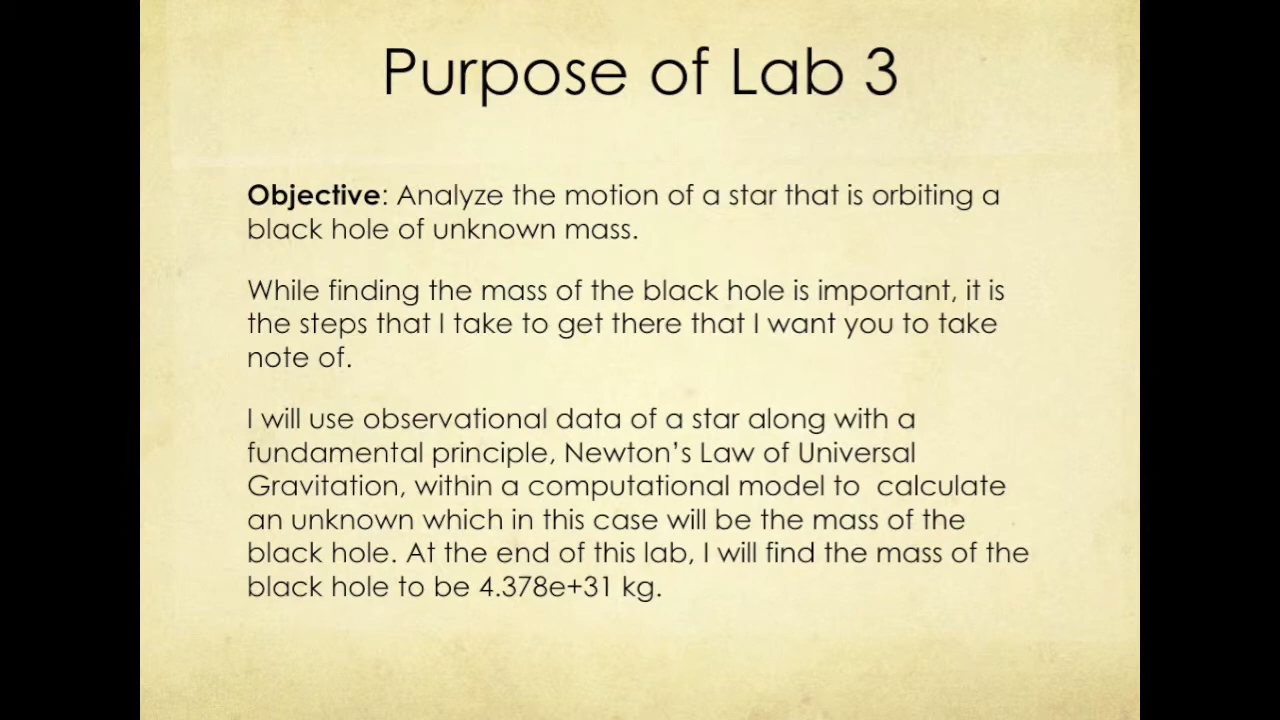 Purpose of Lab 3
Objective: Analyze the motion of a star that is orbiting a
black hole of unknown mass.
While finding the mass of the black hole is important, it is
the steps that I take to get there that I want you to take
note of.
I will use observational data of a star along with a
fundamental principle, Newton’s Law of Universal
Gravitation, within a computational model to  calculate
an unknown which in this case will be the mass of the
black hole. At the end of this lab, I will find the mass of the
black hole to be 4.378e+31 kg.